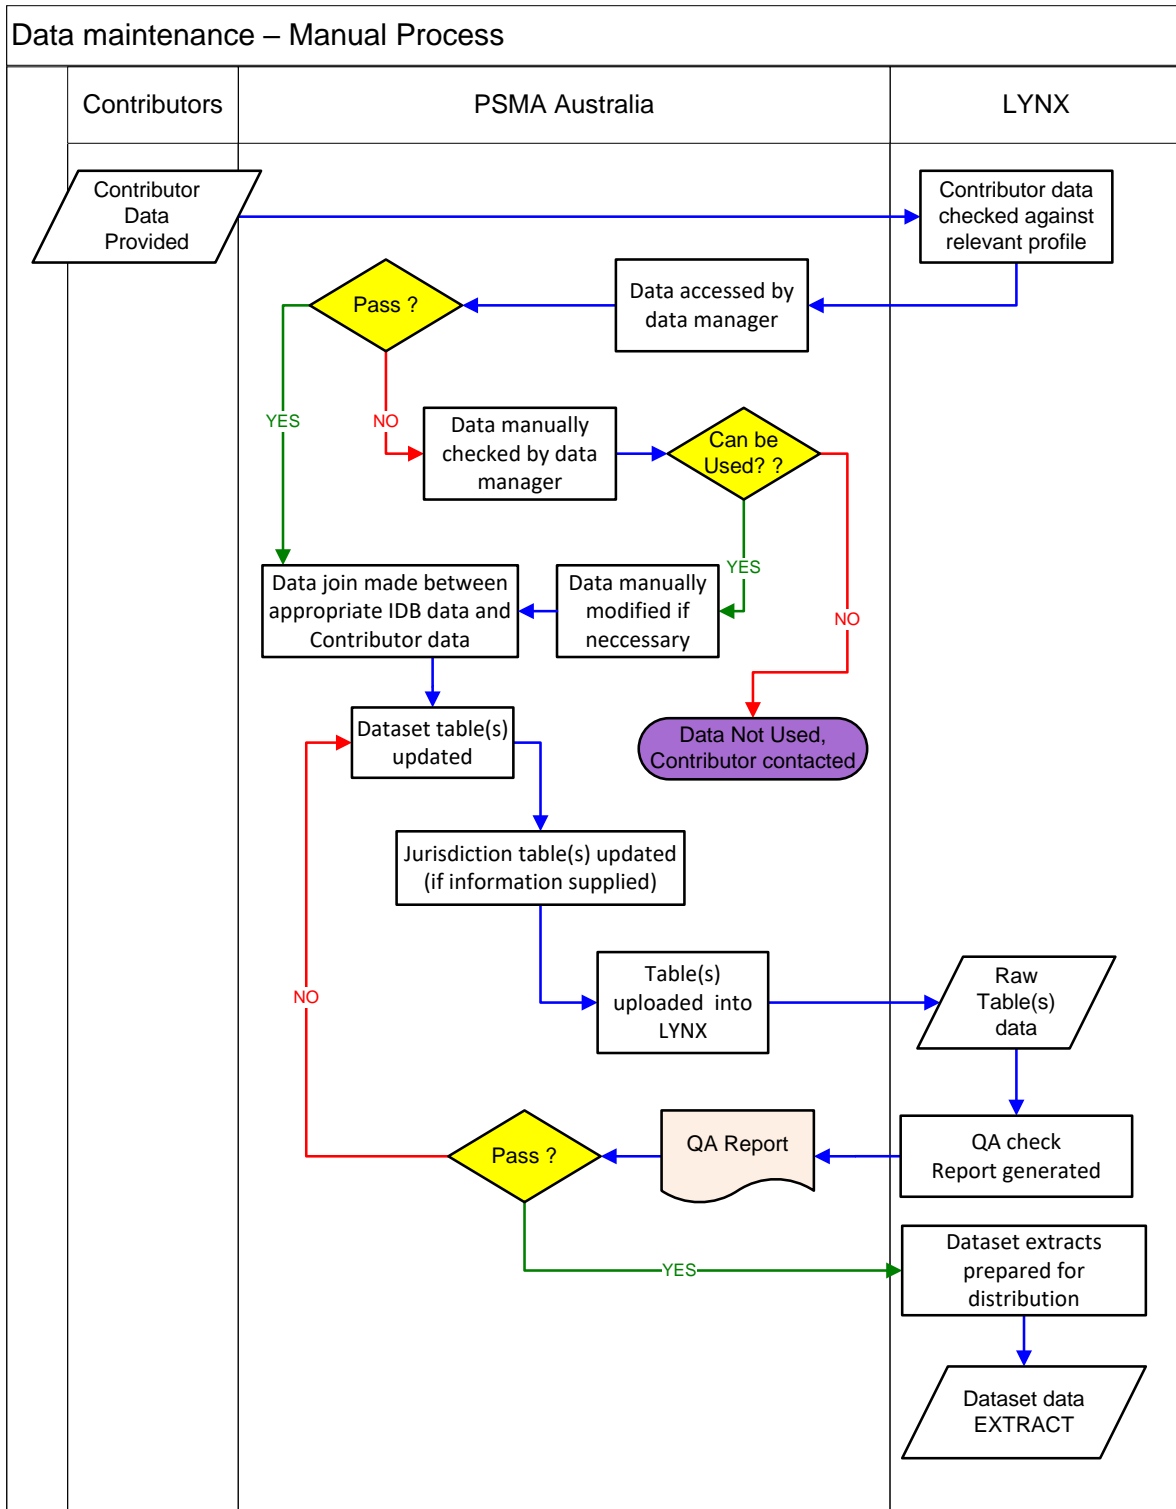 Data maintenance – Manual Process
Contributors
PSMA Australia
LYNX
Contributor
Data
Provided
Contributor data
checked against
relevant profile
Data accessed by
data manager
Pass ?
YES
NO
Data manually
checked by data
manager
Can be
Used? ?
YES
NO
Data join made between
appropriate IDB data and
Contributor data
Data manually
modified if
neccessary
Dataset table(s)
updated
Data Not Used,
Contributor contacted
Jurisdiction table(s) updated
(if information supplied)
Table(s)
uploaded into
LYNX
Raw
Table(s)
data
NO
QA check
Report generated
QA Report
Pass ?
YES
Dataset extracts
prepared for
distribution
Dataset data
EXTRACT